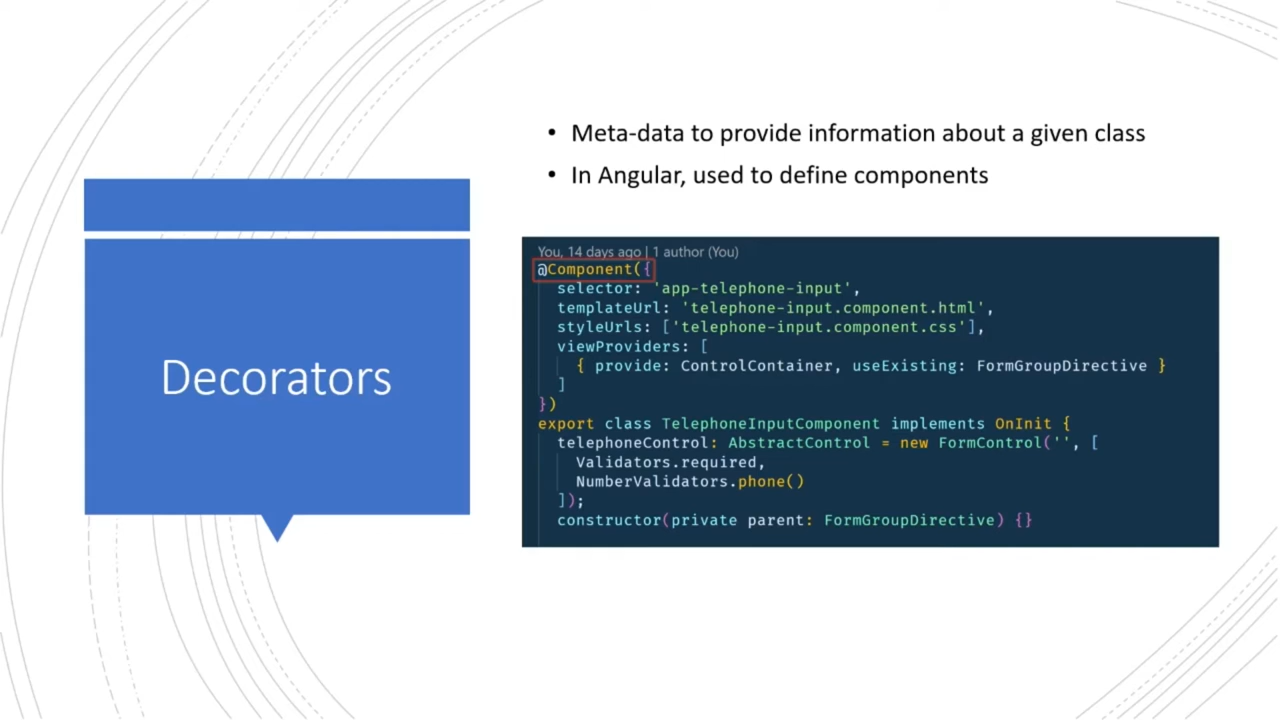 Decorators
• Meta-data to provide information about a given class
• In Angular, used to define components
You, 14 days ago | 1 author (You)
@Component({
  selector: 'app-telephone-input',
  templateUrl: 'telephone-input.component.html',
  styleUrls: ['telephone-input.component.css'],
  viewProviders: [
    { provide: ControlContainer, useExisting: FormGroupDirective }
  ]
})
export class TelephoneInputComponent implements OnInit {
  telephoneControl: AbstractControl = new FormControl('', [
    Validators.required,
    NumberValidators.phone()
  ]);
  constructor(private parent: FormGroupDirective) {}